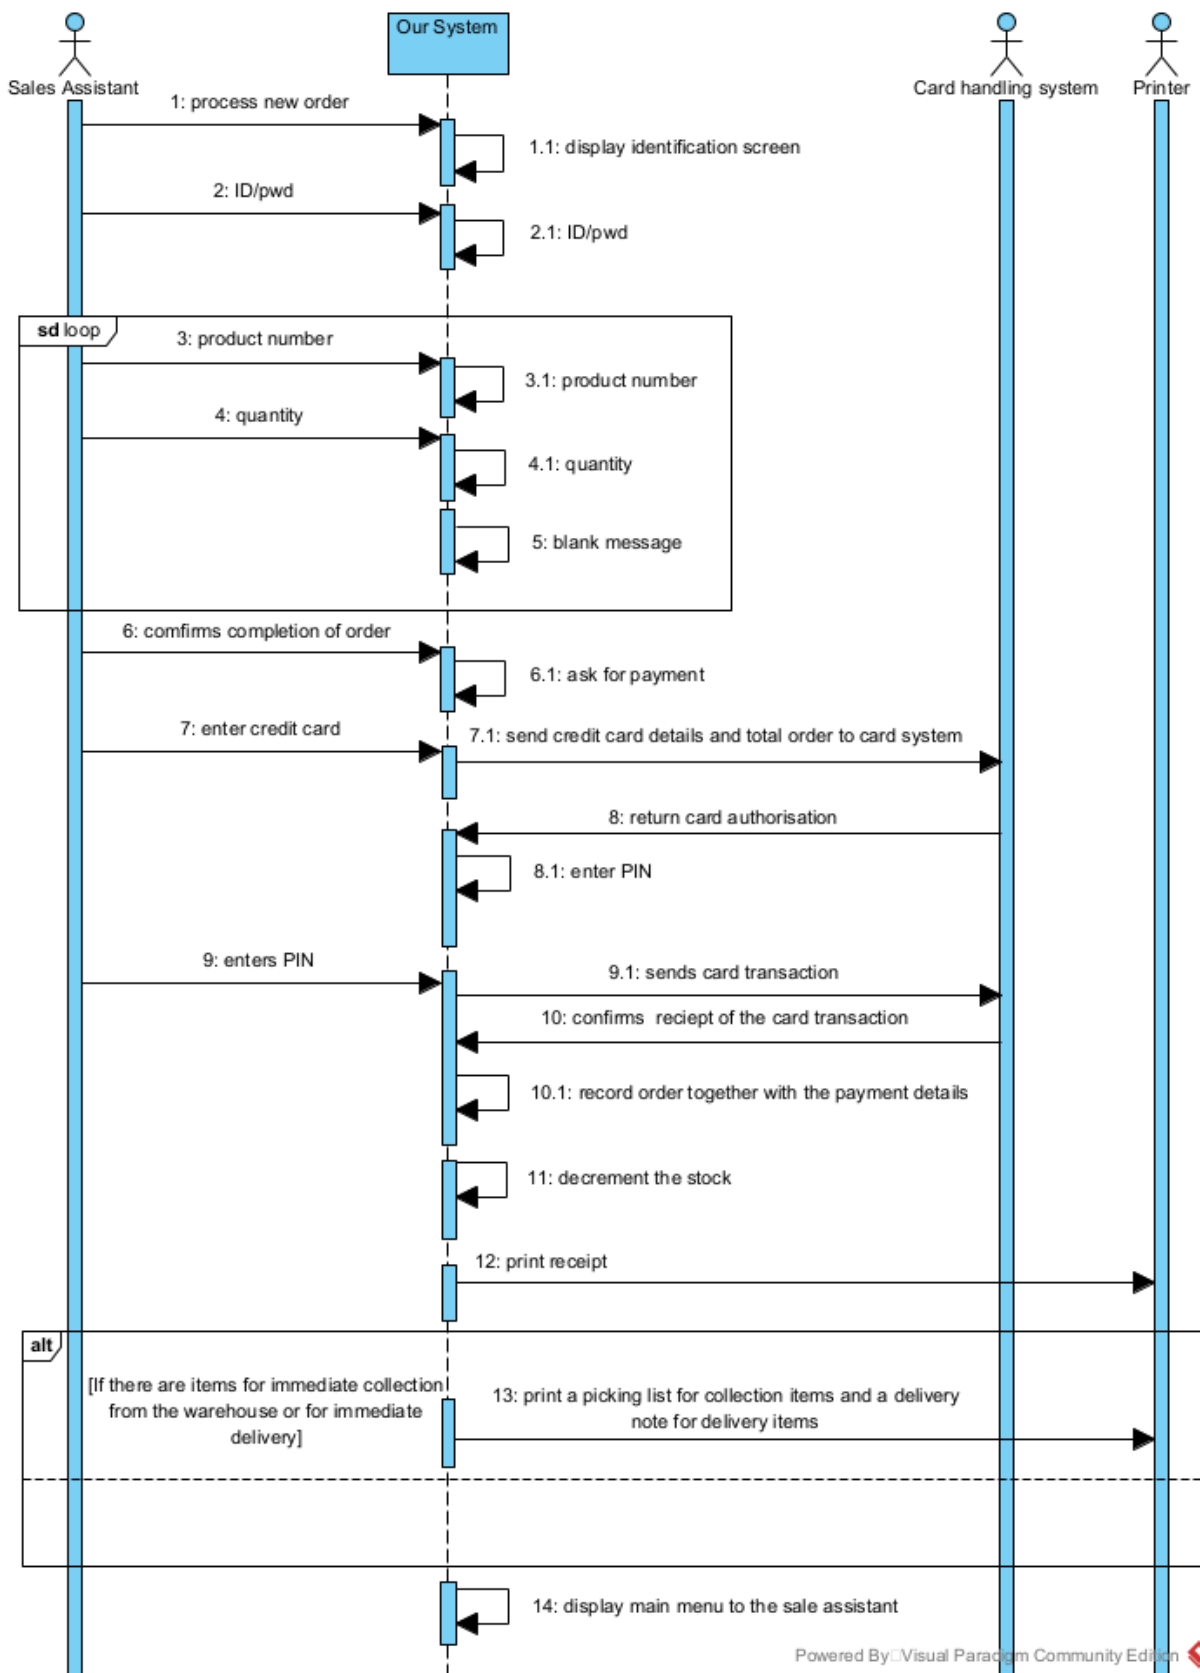 Our System
Sales Assistant
Card handling system
Printer
1: process new order
1.1: display identification screen
2: ID/pwd
2.1: ID/pwd
sd loop
3: product number
3.1: product number
4: quantity
4.1: quantity
5: blank message
6: comfirms completion of order
6.1: ask for payment
7: enter credit card
7.1: send credit card details and total order to card system
8: return card authorisation
8.1: enter PIN
9: enters PIN
9.1: sends card transaction
10: confirms reciept of the card transaction
10.1: record order together with the payment details
11: decrement the stock
12: print receipt
alt
[If there are items for immediate collection
from the warehouse or for immediate
delivery]
13: print a picking list for collection items and a delivery
note for delivery items
14: display main menu to the sale assistant
Powered By□Visual Paradigm Community Edition